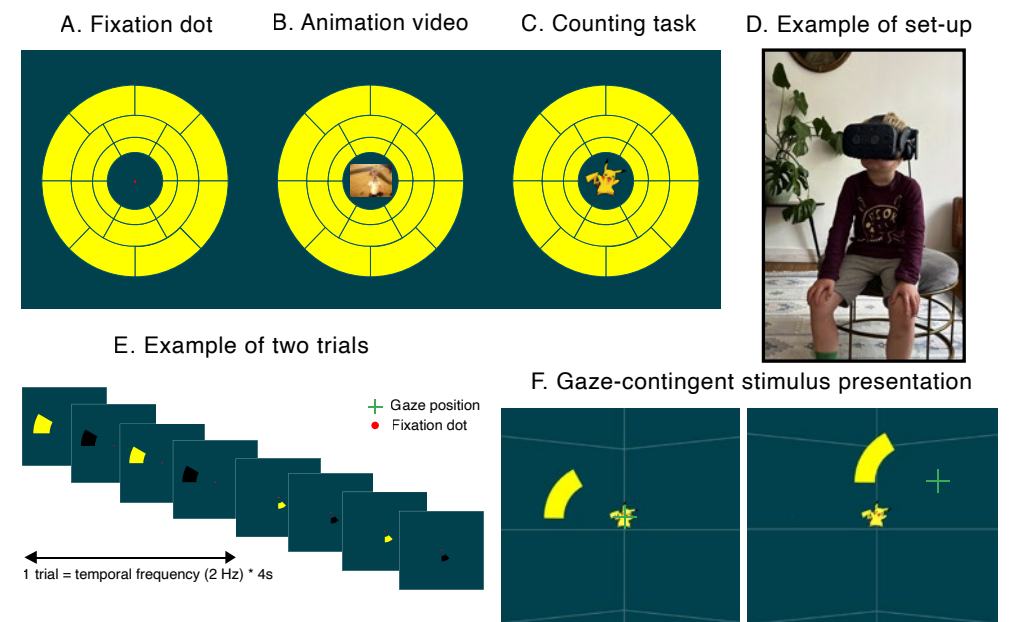 A. Fixation dot
B. Animation video
C. Counting task
D. Example of set-up
E. Example of two trials
Gaze position
Fixation dot
1 trial = temporal frequency (2 Hz) * 4s
F. Gaze-contingent stimulus presentation